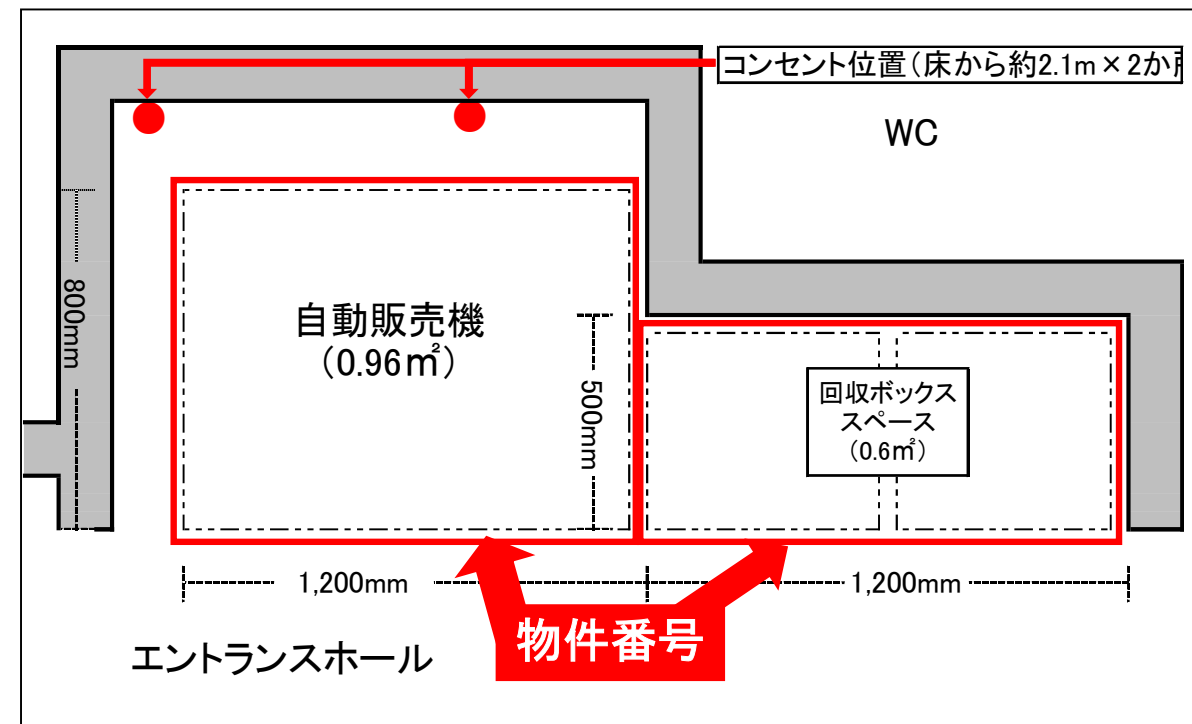 コンセント位置(床から約2.1m×2か
WC
800mm
自動販売機
(0.96㎡)
500mm
回収ボックス
スペース
(0.6㎡)
1,200mm
1,200mm
物件番号
エントランスホール